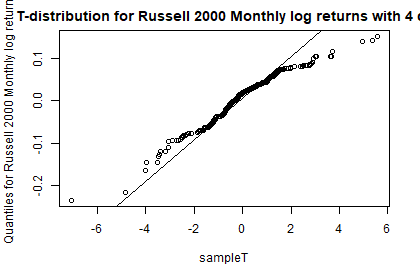 T-distribution for Russell 2000 Monthly log returns with 4
Quantiles for Russell 2000 Monthly log return
0.1
0.0
-0.1
-0.2
-6 -4 -2 0 2 4 6
sampleT